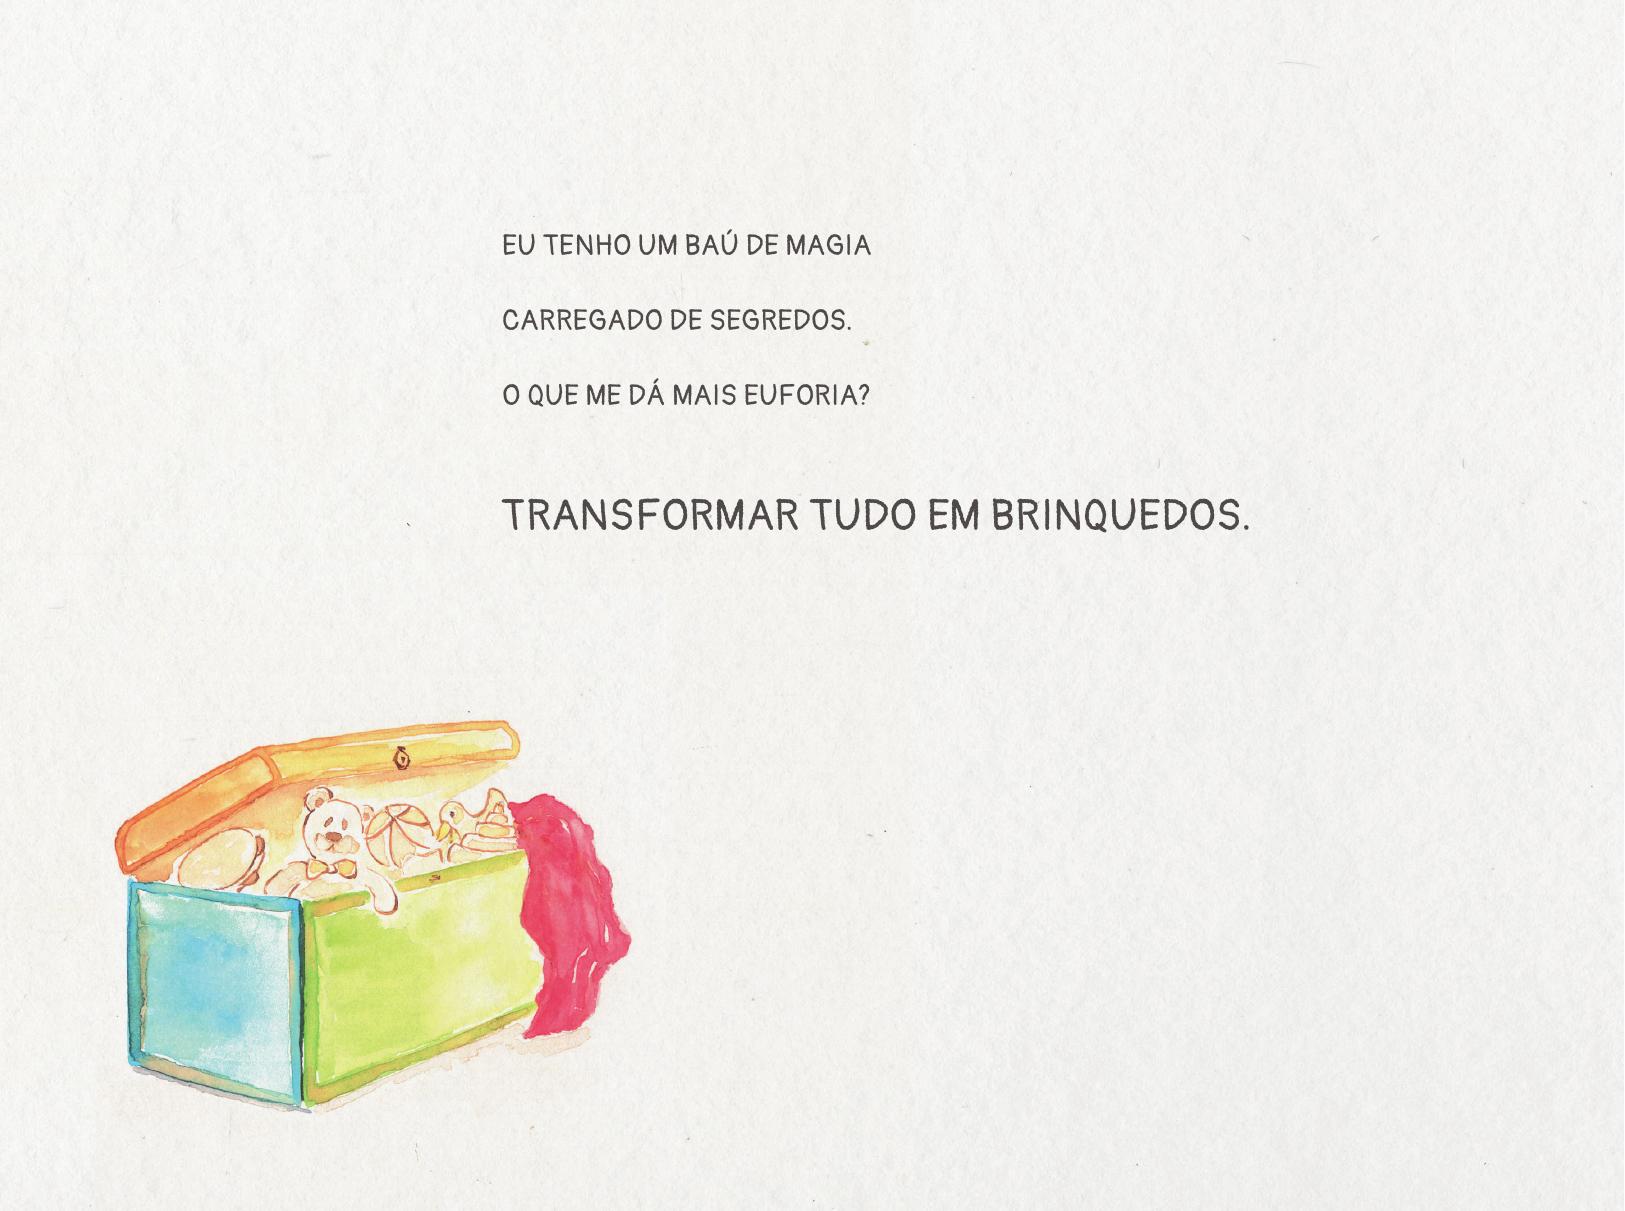 EU TENHO UM BAÚ DE MAGIA
CARREGADO DE SEGREDOS.
O QUE ME DÁ MAIS EUFORIA?
TRANSFORMAR TUDO EM BRINQUEDOS.